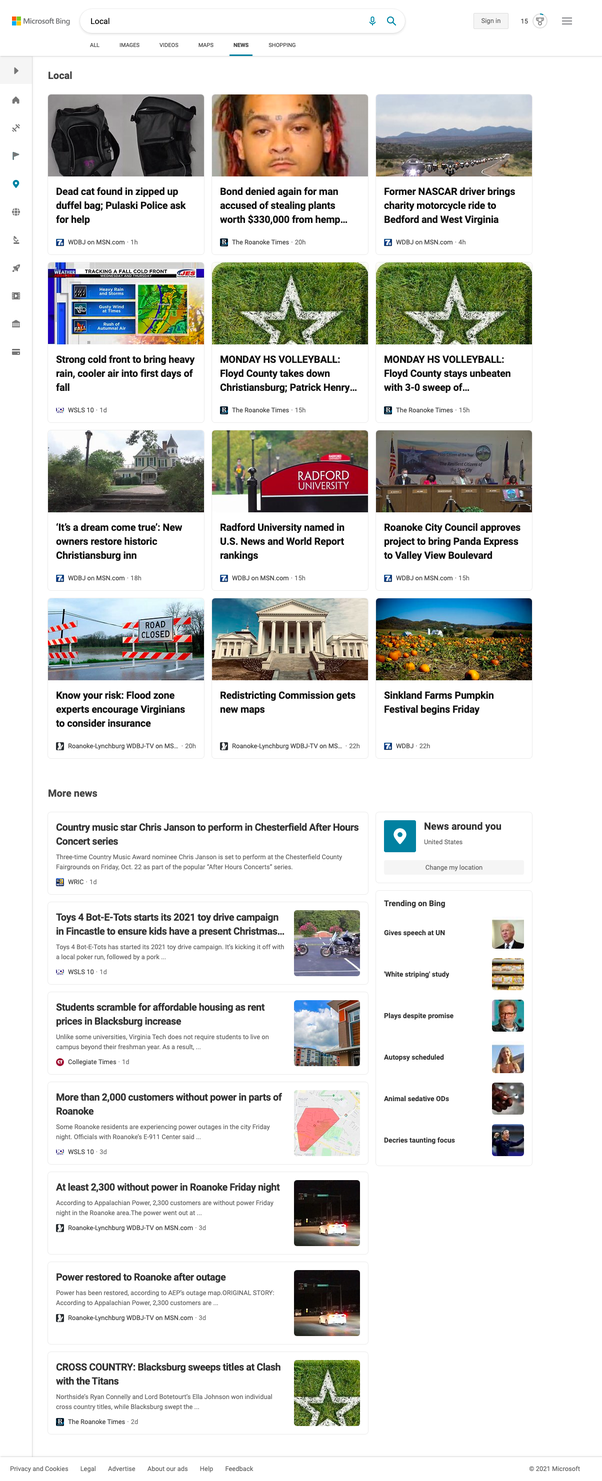 Microsoft Bing
Local
Sign in
15
ALL
IMAGES
VIDEOS
MAPS
NEWS
SHOPPING
Local
Dead cat found in zipped up
duffel bag; Pulaski Police ask
for help
WDBJ on MSN.com · 1h
Bond denied again for man
accused of stealing plants
worth $330,000 from hemp...
The Roanoke Times · 20h
Former NASCAR driver brings
charity motorcycle ride to
Bedford and West Virginia
WDBJ on MSN.com · 4h
WEATHER
TRACKING A FALL COLD FRONT
Heavy Rain
and Storms
Gusty Wind
at Times
Rush of
Autumnal Air
Strong cold front to bring heavy
rain, cooler air into first days of
fall
WSLS 10 · 1d
MONDAY HS VOLLEYBALL:
Floyd County takes down
Christiansburg; Patrick Henry...
The Roanoke Times · 15h
MONDAY HS VOLLEYBALL:
Floyd County stays unbeaten
with 3-0 sweep of...
The Roanoke Times · 15h
'It's a dream come true': New
owners restore historic
Christiansburg inn
WDBJ on MSN.com · 18h
RADFORD
UNIVERSITY
Radford University named in
U.S. News and World Report
rankings
WDBJ on MSN.com · 15h
Roanoke City Council approves
project to bring Panda Express
to Valley View Boulevard
WDBJ on MSN.com · 15h
ROAD
CLOSED
Know your risk: Flood zone
experts encourage Virginians
to consider insurance
Roanoke-Lynchburg WDBJ-TV on MS... · 20h
Redistricting Commission gets
new maps
Roanoke-Lynchburg WDBJ-TV on MS... · 22h
Sinkland Farms Pumpkin
Festival begins Friday
WDBJ · 22h
More news
Country music star Chris Janson to perform in Chesterfield After Hours
Concert series
Three-time Country Music Award nominee Chris Janson is set to perform at the Chesterfield County
Fairgrounds on Friday, Oct. 22 as part of the popular "After Hours Concerts" series.
WRIC · 1d
Toys 4 Bot-E-Tots starts its 2021 toy drive campaign
in Fincastle to ensure kids have a present Christmas...
Toys 4 Bot-E-Tots has started its 2021 toy drive campaign. It's kicking it off with
a local poker run, followed by a pork ...
WSLS 10 · 1d
Students scramble for affordable housing as rent
prices in Blacksburg increase
Unlike some universities, Virginia Tech does not require students to live on
campus beyond their freshman year. As a result, ...
Collegiate Times · 1d
More than 2,000 customers without power in parts of
Roanoke
Some Roanoke residents are experiencing power outages in the city Friday
night. Officials with Roanoke's E-911 Center said ...
WSLS 10 · 3d
At least 2,300 without power in Roanoke Friday night
According to Appalachian Power, 2,300 customers are without power Friday
night in the Roanoke area.The power went out at ...
Roanoke-Lynchburg WDBJ-TV on MSN.com · 3d
Power restored to Roanoke after outage
Power has been restored, according to AEP's outage map.ORIGINAL STORY:
According to Appalachian Power, 2,300 customers are ...
Roanoke-Lynchburg WDBJ-TV on MSN.com · 3d
CROSS COUNTRY: Blacksburg sweeps titles at Clash
with the Titans
Northside's Ryan Connelly and Lord Botetourt's Ella Johnson won individual
cross country titles, while Blacksburg swept the ...
The Roanoke Times · 2d
News around you
United States
Change my location
Trending on Bing
Gives speech at UN
'White striping' study
Plays despite promise
Autopsy scheduled
Animal sedative ODs
Decries taunting focus
Privacy and Cookies
Legal
Advertise
About our ads
Help
Feedback
© 2021 Microsoft